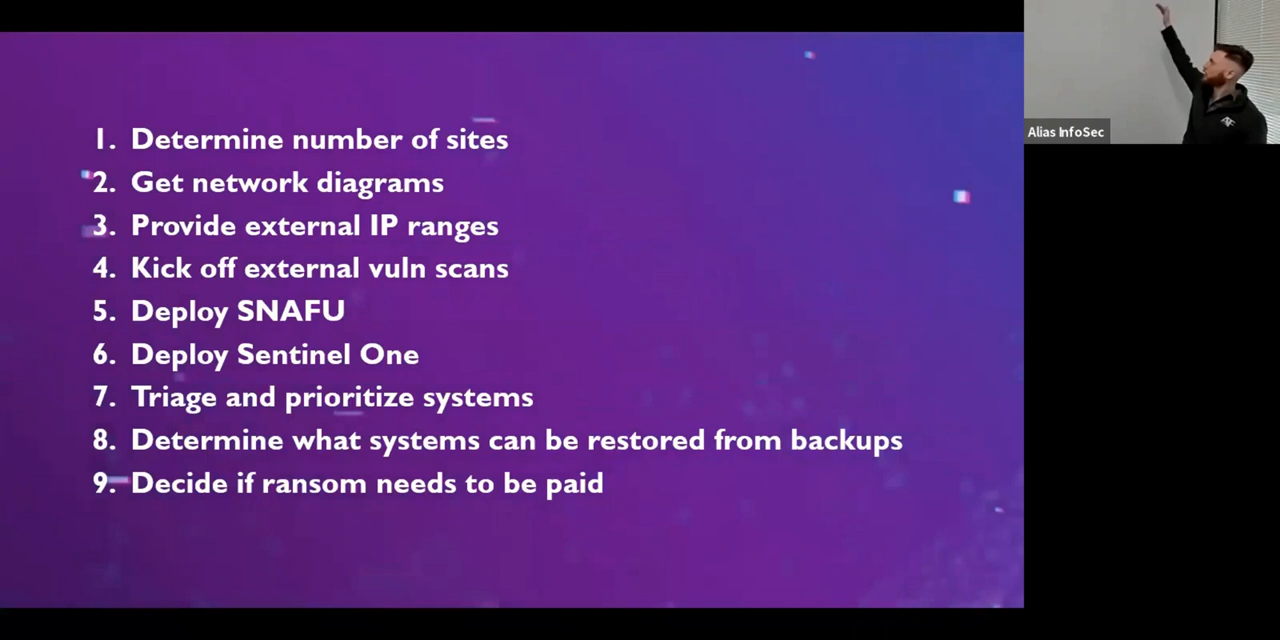 1. Determine number of sites
2. Get network diagrams
3. Provide external IP ranges
4. Kick off external vuln scans
5. Deploy SNAFU
6. Deploy Sentinel One
7. Triage and prioritize systems
8. Determine what systems can be restored from backups
9. Decide if ransom needs to be paid
Alias InfoSec